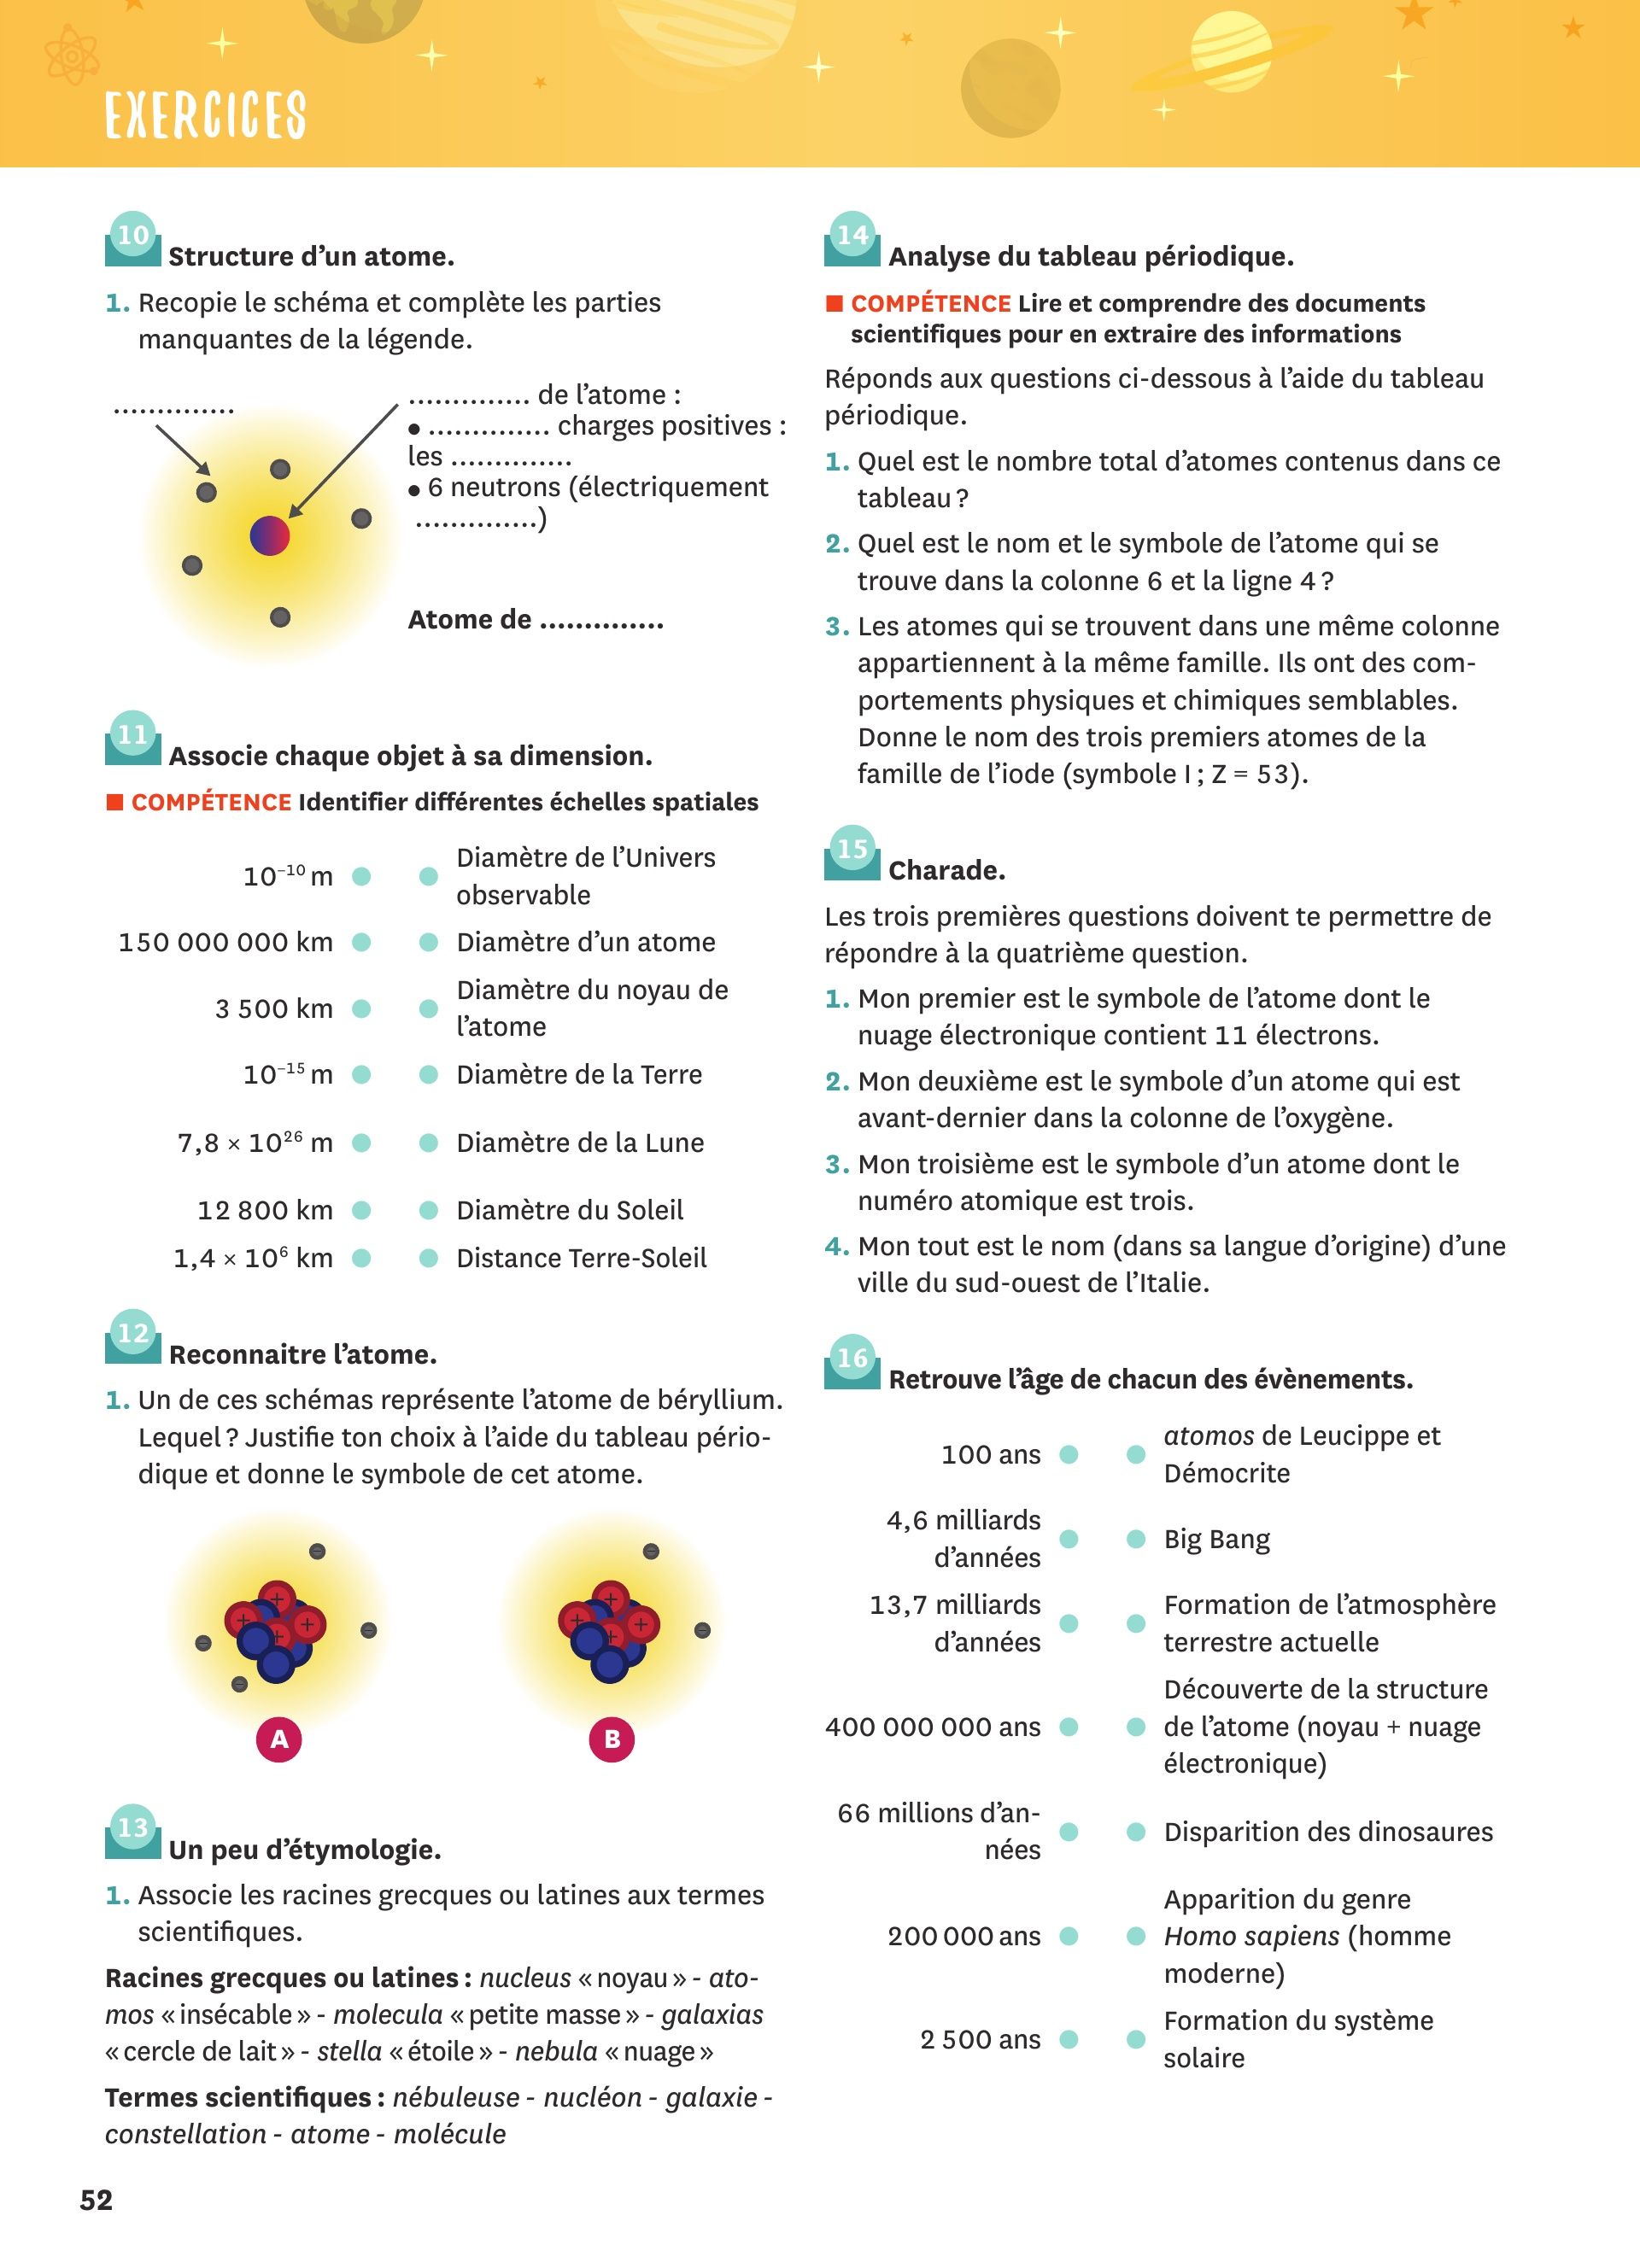 EXERCICES
10 Structure d’un atome.
1. Recopie le schéma et complète les parties
manquantes de la légende.
..............
.............. de l’atome :
● .............. charges positives :
les ..............
● 6 neutrons (électriquement
..............)
Atome de ..............
11 Associe chaque objet à sa dimension.
■ COMPÉTENCE Identifier différentes échelles spatiales
10⁻¹⁰ m
Diamètre de l’Univers
observable
150 000 000 km
Diamètre d’un atome
3 500 km
Diamètre du noyau de
l’atome
10⁻¹⁵ m
Diamètre de la Terre
7,8 × 10²⁶ m
Diamètre de la Lune
12 800 km
Diamètre du Soleil
1,4 × 10⁶ km
Distance Terre-Soleil
12 Reconnaitre l’atome.
1. Un de ces schémas représente l’atome de béryllium.
Lequel ? Justifie ton choix à l’aide du tableau pério-
dique et donne le symbole de cet atome.
A
B
13 Un peu d’étymologie.
1. Associe les racines grecques ou latines aux termes
scientifiques.
Racines grecques ou latines : nucleus « noyau » - ato-
mos « insécable » - molecula « petite masse » - galaxias
« cercle de lait » - stella « étoile » - nebula « nuage »
Termes scientifiques : nébuleuse - nucléon - galaxie -
constellation - atome - molécule
52
14 Analyse du tableau périodique.
■ COMPÉTENCE Lire et comprendre des documents
scientifiques pour en extraire des informations
Réponds aux questions ci-dessous à l’aide du tableau
périodique.
1. Quel est le nombre total d’atomes contenus dans ce
tableau ?
2. Quel est le nom et le symbole de l’atome qui se
trouve dans la colonne 6 et la ligne 4 ?
3. Les atomes qui se trouvent dans une même colonne
appartiennent à la même famille. Ils ont des com-
portements physiques et chimiques semblables.
Donne le nom des trois premiers atomes de la
famille de l’iode (symbole I ; Z = 53).
15 Charade.
Les trois premières questions doivent te permettre de
répondre à la quatrième question.
1. Mon premier est le symbole de l’atome dont le
nuage électronique contient 11 électrons.
2. Mon deuxième est le symbole d’un atome qui est
avant-dernier dans la colonne de l’oxygène.
3. Mon troisième est le symbole d’un atome dont le
numéro atomique est trois.
4. Mon tout est le nom (dans sa langue d’origine) d’une
ville du sud-ouest de l’Italie.
16 Retrouve l’âge de chacun des évènements.
100 ans
atomos de Leucippe et
Démocrite
4,6 milliards
d’années
Big Bang
13,7 milliards
d’années
Formation de l’atmosphère
terrestre actuelle
400 000 000 ans
Découverte de la structure
de l’atome (noyau + nuage
électronique)
66 millions d’an-
nées
Disparition des dinosaures
200 000 ans
Apparition du genre
Homo sapiens (homme
moderne)
2 500 ans
Formation du système
solaire